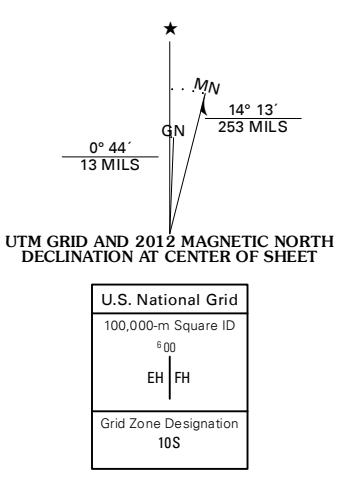 ★
MN
GN
14° 13´
253 MILS
0° 44´
13 MILS
UTM GRID AND 2012 MAGNETIC NORTH
DECLINATION AT CENTER OF SHEET
U.S. National Grid
100,000-m Square ID
⁶00
EH FH
Grid Zone Designation
10S